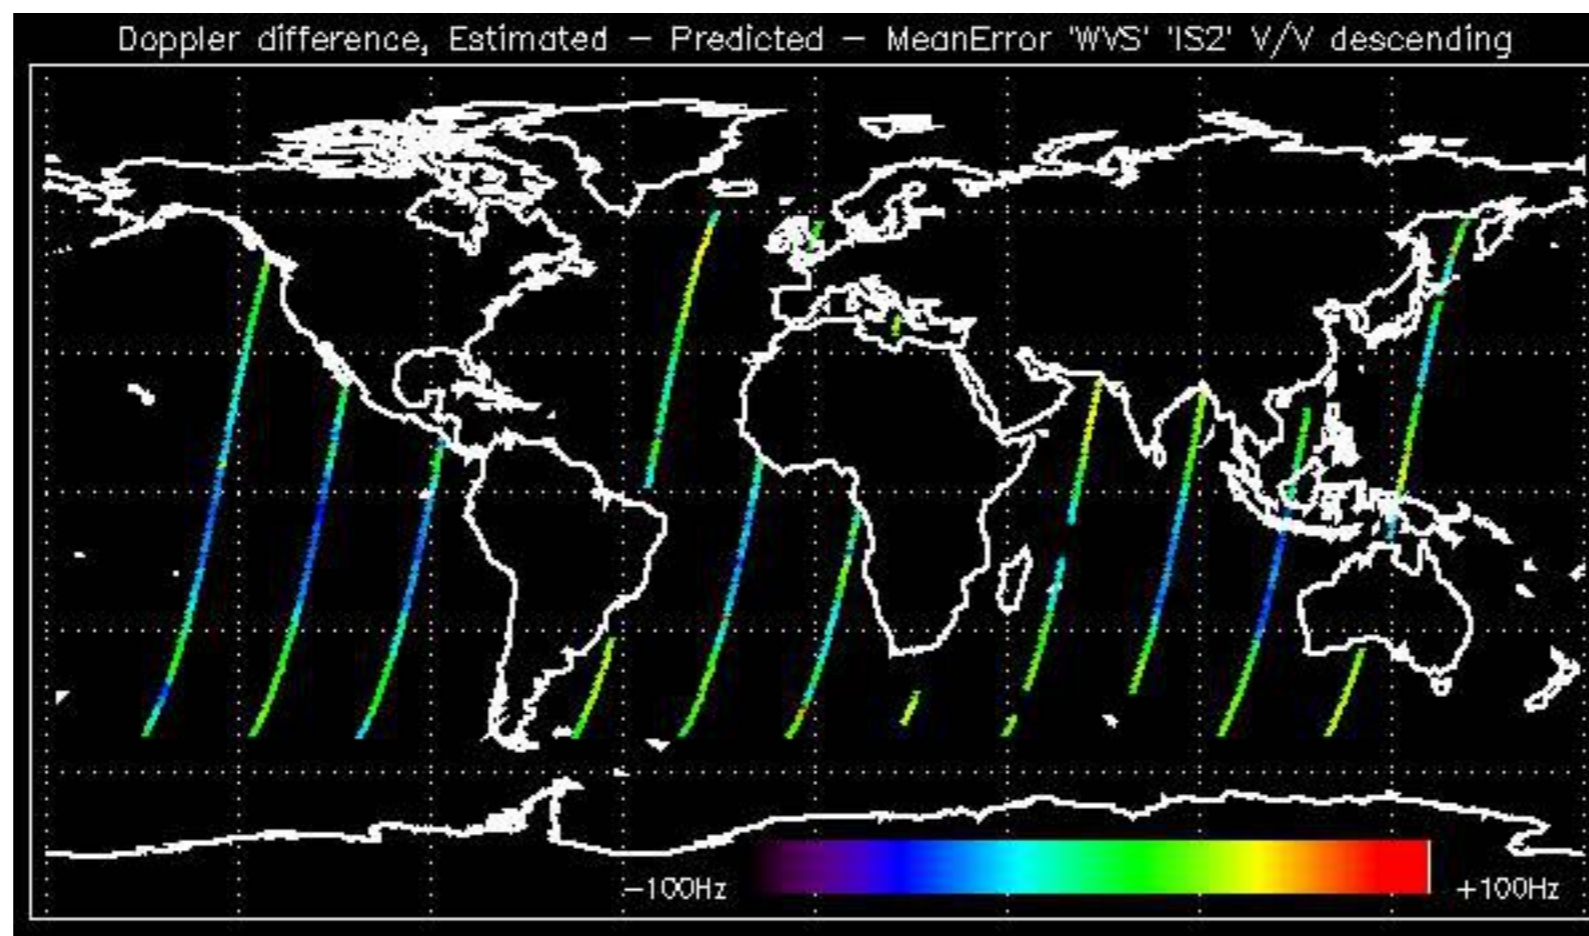 Doppler difference, Estimated – Predicted – MeanError 'WVS' 'IS2' V/V descending
–100Hz
+100Hz